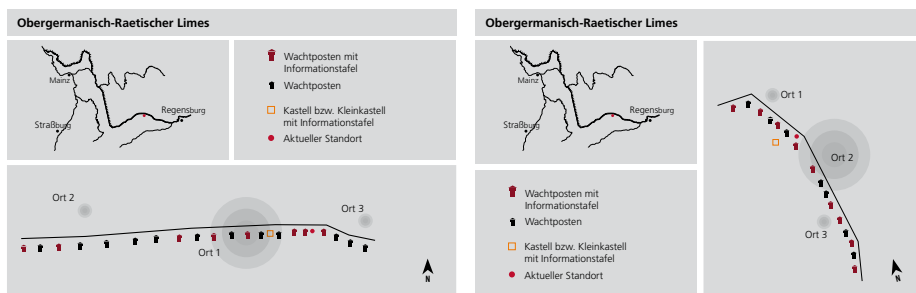 Obergermanisch-Raetischer Limes
Mainz
Straßburg
Regensburg
Wachtposten mit
Informationstafel
Wachtposten
Kastell bzw. Kleinkastell
mit Informationstafel
Aktueller Standort
Ort 2
Ort 1
Ort 3
N
Obergermanisch-Raetischer Limes
Mainz
Straßburg
Regensburg
Wachtposten mit
Informationstafel
Wachtposten
Kastell bzw. Kleinkastell
mit Informationstafel
Aktueller Standort
Ort 1
Ort 2
Ort 3
N